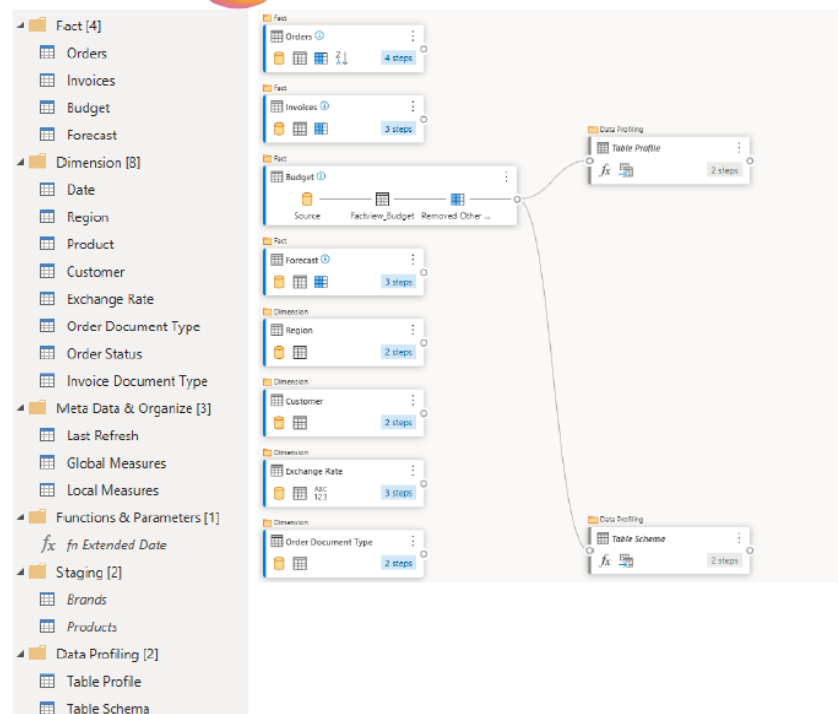 Fact [4]
Orders
Invoices
Budget
Forecast
Dimension [8]
Date
Region
Product
Customer
Exchange Rate
Order Document Type
Order Status
Invoice Document Type
Meta Data & Organize [3]
Last Refresh
Global Measures
Local Measures
Functions & Parameters [1]
fx fn Extended Date
Staging [2]
Brands
Products
Data Profiling [2]
Table Profile
Table Schema
Fact
Orders
4 steps
Fact
Invoices
3 steps
Fact
Budget
Source Factview_Budget Removed Other ...
Fact
Forecast
3 steps
Dimension
Region
2 steps
Dimension
Customer
2 steps
Dimension
Exchange Rate
ABC
123
3 steps
Dimension
Order Document Type
2 steps
Data Profiling
Table Profile
fx 2 steps
Data Profiling
Table Schema
fx 2 steps